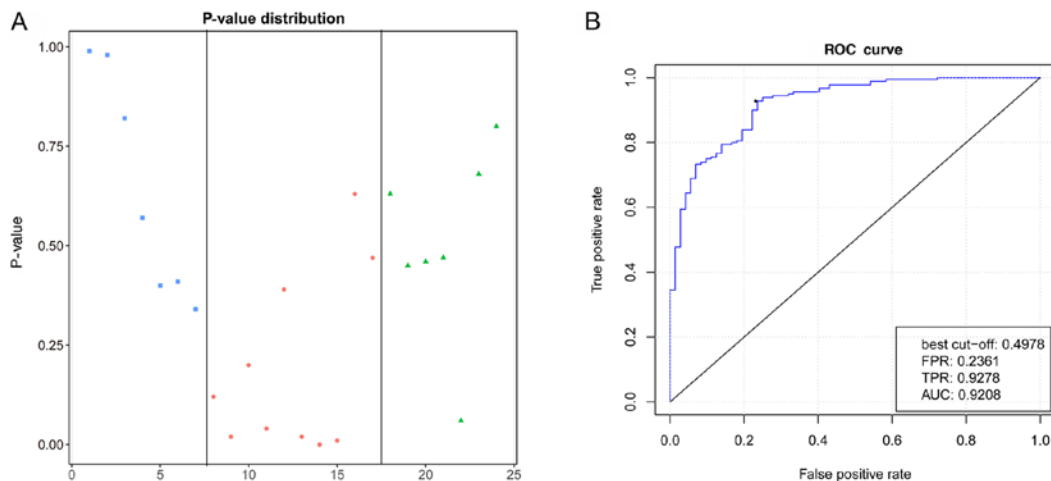 A
P-value distribution
1.00
0.75
0.50
0.25
0.00
P-value
0
5
10
15
20
25
B
ROC curve
1.0
0.8
0.6
0.4
0.2
0.0
True positive rate
best cut-off: 0.4978
FPR: 0.2361
TPR: 0.9278
AUC: 0.9208
0.0
0.2
0.4
0.6
0.8
1.0
False positive rate